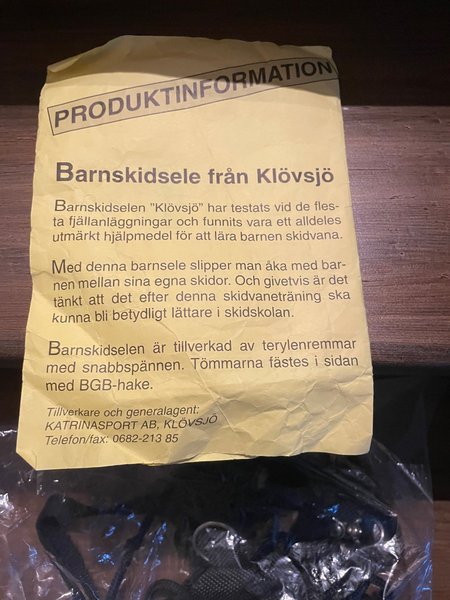 PRODUKTINFORMATION
Barnskidsele från Klövsjö
Barnskidselen "Klövsjö" har testats vid de fles-
ta fjällanläggningar och funnits vara ett alldeles
utmärkt hjälpmedel för att lära barnen skidvana.
Med denna barnsele slipper man åka med bar-
nen mellan sina egna skidor. Och givetvis är det
tänkt att det efter denna skidvaneträning ska
kunna bli betydligt lättare i skidskolan.
Barnskidselen är tillverkad av terylenremmar
med snabbspännen. Tömmarna fästes i sidan
med BGB-hake.
Tillverkare och generalagent:
KATRINASPORT AB, KLÖVSJÖ
Telefon/fax: 0682-213 85